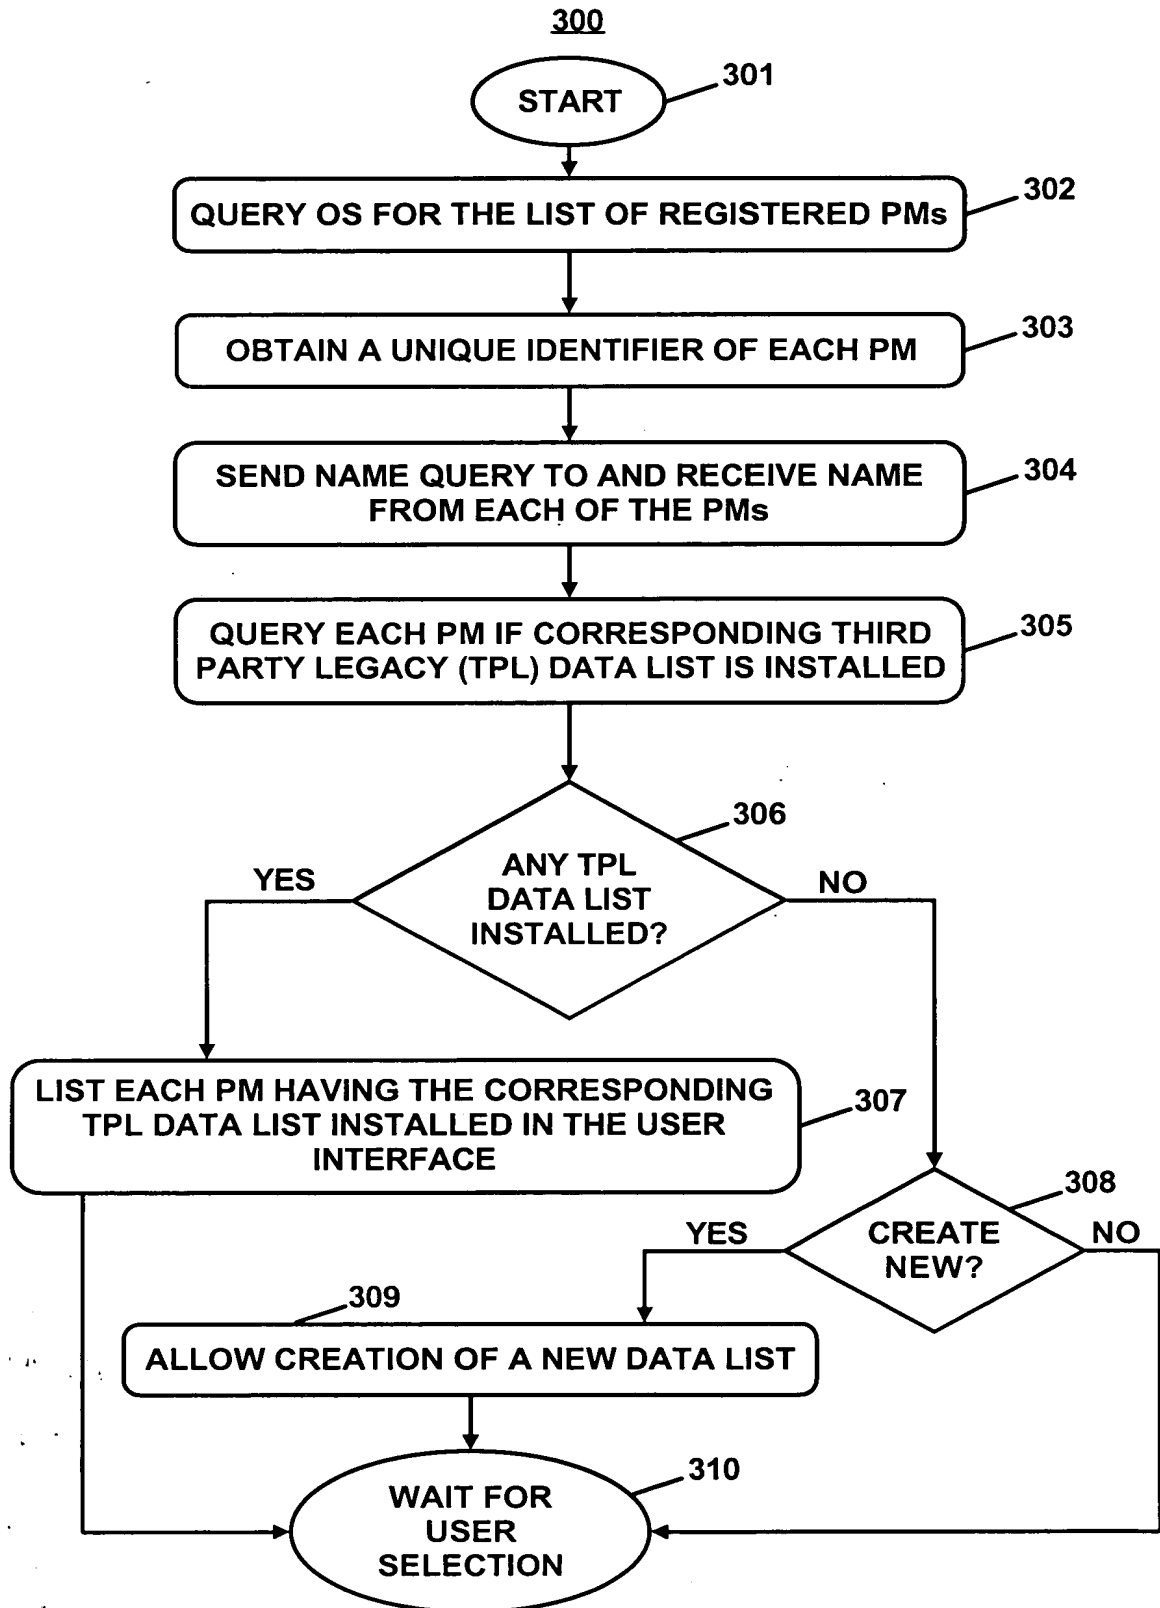 300
START
301
QUERY OS FOR THE LIST OF REGISTERED PMs
302
OBTAIN A UNIQUE IDENTIFIER OF EACH PM
303
SEND NAME QUERY TO AND RECEIVE NAME
FROM EACH OF THE PMs
304
QUERY EACH PM IF CORRESPONDING THIRD
PARTY LEGACY (TPL) DATA LIST IS INSTALLED
305
306
ANY TPL
DATA LIST
INSTALLED?
YES
NO
LIST EACH PM HAVING THE CORRESPONDING
TPL DATA LIST INSTALLED IN THE USER
INTERFACE
307
308
CREATE
NEW?
YES
NO
309
ALLOW CREATION OF A NEW DATA LIST
310
WAIT FOR
USER
SELECTION